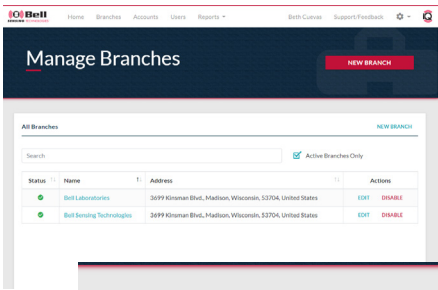 Bell
Home Branches Accounts Users Reports Beth Cuevas Support/Feedback iQ
Manage Branches
NEW BRANCH
All Branches
NEW BRANCH
Search
Active Branches Only
Status Name Address Actions
Bell Laboratories 3699 Kinsman Blvd., Madison, Wisconsin, 53704, United States EDIT DISABLE
Bell Sensing Technologies 3699 Kinsman Blvd., Madison, Wisconsin, 53704, United States EDIT DISABLE